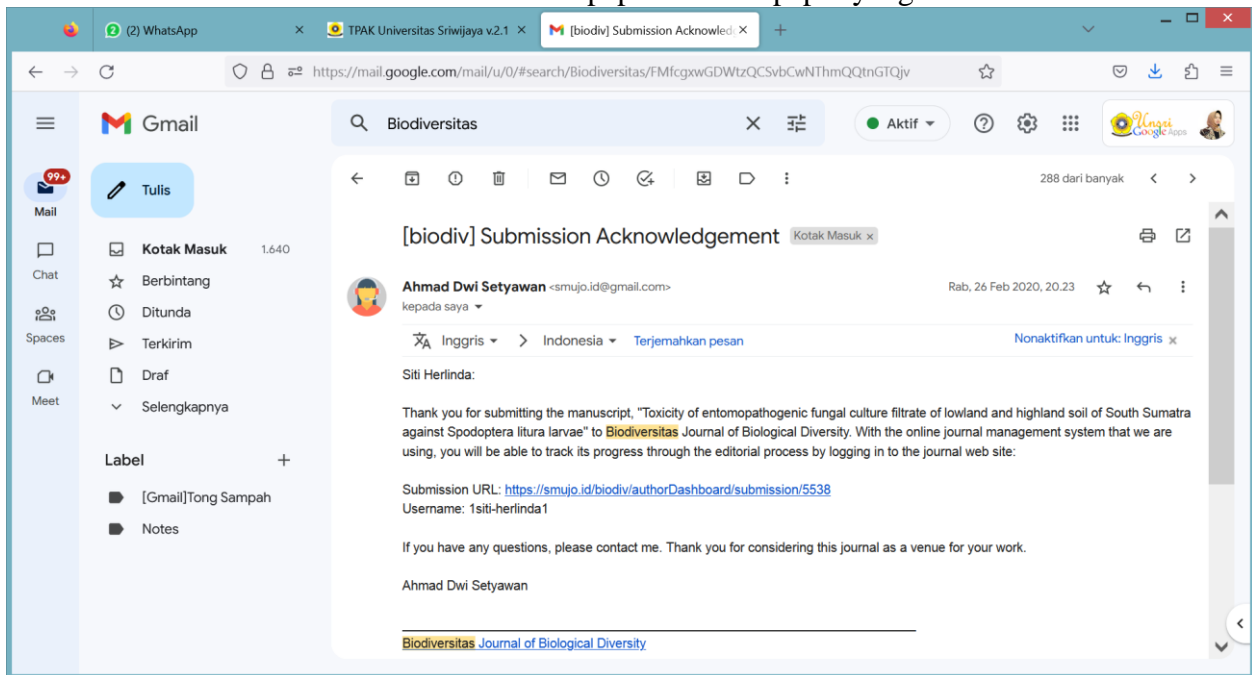 (2) WhatsApp
TPAK Universitas Sriwijaya v.2.1
[biodiv] Submission Acknowled
https://mail.google.com/mail/u/0/#search/Biodiversitas/FMfcgxwGDWtzQCSvbCwNThmQQtnGTQjv
Gmail
Biodiversitas
Aktif
Unsri
Google Apps
99+
Mail
Chat
Spaces
Meet
Tulis
Kotak Masuk 1.640
Berbintang
Ditunda
Terkirim
Draf
Selengkapnya
Label
[Gmail]Tong Sampah
Notes
288 dari banyak
[biodiv] Submission Acknowledgement Kotak Masuk x
Ahmad Dwi Setyawan <smujo.id@gmail.com> Rab, 26 Feb 2020, 20.23
kepada saya
Inggris > Indonesia Terjemahkan pesan Nonaktifkan untuk: Inggris x
Siti Herlinda:
Thank you for submitting the manuscript, "Toxicity of entomopathogenic fungal culture filtrate of lowland and highland soil of South Sumatra
against Spodoptera litura larvae" to Biodiversitas Journal of Biological Diversity. With the online journal management system that we are
using, you will be able to track its progress through the editorial process by logging in to the journal web site:
Submission URL: https://smujo.id/biodiv/authorDashboard/submission/5538
Username: 1siti-herlinda1
If you have any questions, please contact me. Thank you for considering this journal as a venue for your work.
Ahmad Dwi Setyawan
Biodiversitas Journal of Biological Diversity